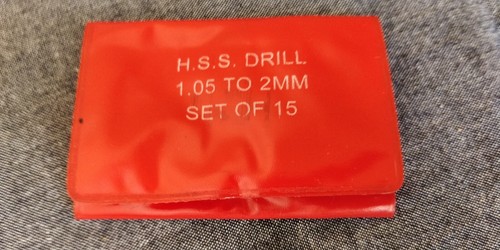 H.S.S. DRILL
1.05 TO 2MM
SET OF 15